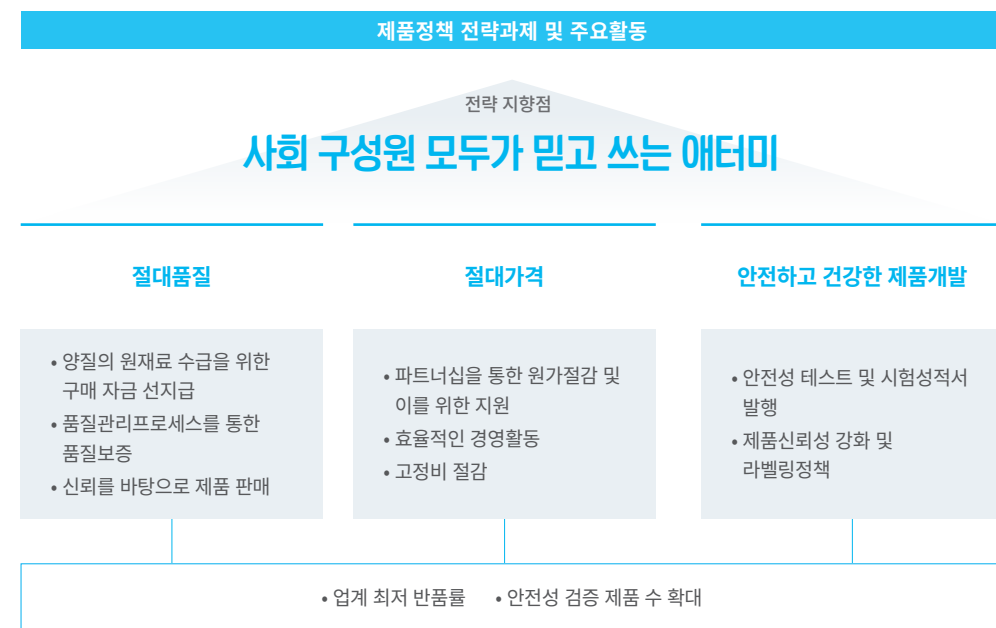 제품정책 전략과제 및 주요활동
전략 지향점
사회 구성원 모두가 믿고 쓰는 애터미
절대품질
• 양질의 원재료 수급을 위한
구매 자금 선지급
• 품질관리프로세스를 통한
품질보증
• 신뢰를 바탕으로 제품 판매
절대가격
• 파트너십을 통한 원가절감 및
이를 위한 지원
• 효율적인 경영활동
• 고정비 절감
안전하고 건강한 제품개발
• 안전성 테스트 및 시험성적서
발행
• 제품신뢰성 강화 및
라벨링정책
• 업계 최저 반품률 • 안전성 검증 제품 수 확대